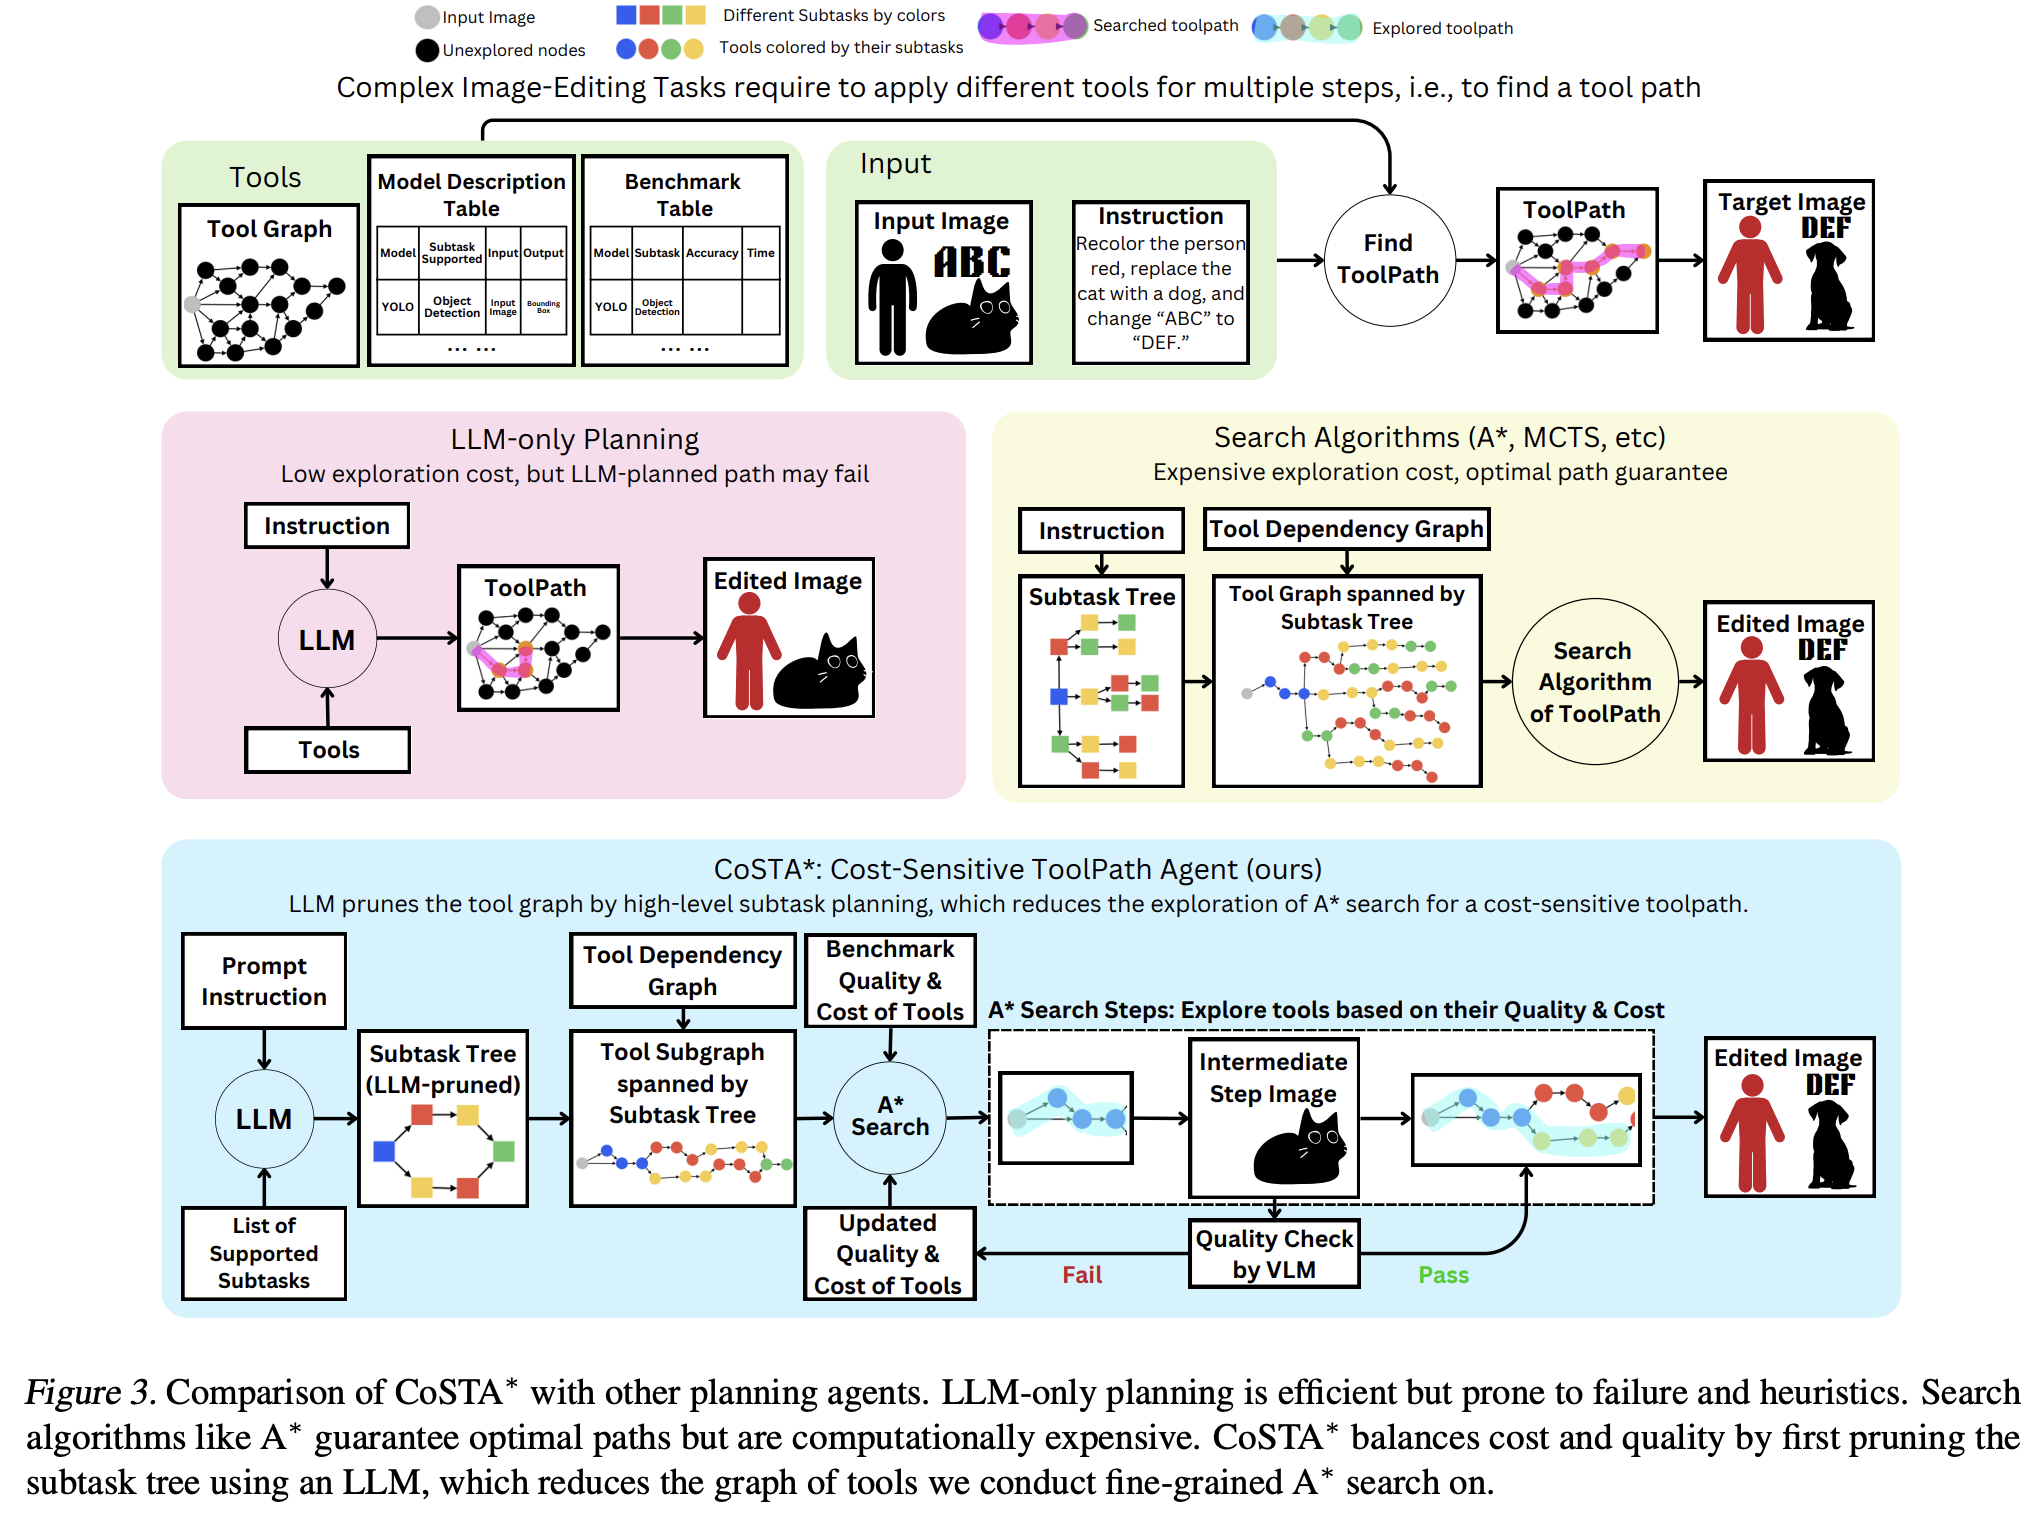 Input Image
Unexplored nodes
Different Subtasks by colors
Tools colored by their subtasks
Searched toolpath
Explored toolpath
Complex Image-Editing Tasks require to apply different tools for multiple steps, i.e., to find a tool path
Tools
Tool Graph
Model Description
Table
Model
Subtask
Supported
Input
Output
YOLO
Object
Detection
Input
Image
Bounding
Box
... ...
Benchmark
Table
Model
Subtask
Accuracy
Time
YOLO
Object
Detection
... ...
Input
Input Image
ABC
Instruction
Recolor the person
red, replace the
cat with a dog, and
change “ABC” to
“DEF.”
Find
ToolPath
ToolPath
Target Image
DEF
LLM-only Planning
Low exploration cost, but LLM-planned path may fail
Instruction
LLM
Tools
ToolPath
Edited Image
Search Algorithms (A*, MCTS, etc)
Expensive exploration cost, optimal path guarantee
Instruction
Tool Dependency Graph
Subtask Tree
Tool Graph spanned by
Subtask Tree
Search
Algorithm
of ToolPath
Edited Image
DEF
CoSTA*: Cost-Sensitive ToolPath Agent (ours)
LLM prunes the tool graph by high-level subtask planning, which reduces the exploration of A* search for a cost-sensitive toolpath.
Prompt
Instruction
LLM
List of
Supported
Subtasks
Subtask Tree
(LLM-pruned)
Tool Dependency
Graph
Tool Subgraph
spanned by
Subtask Tree
Benchmark
Quality &
Cost of Tools
A*
Search
Updated
Quality &
Cost of Tools
A* Search Steps: Explore tools based on their Quality & Cost
Intermediate
Step Image
Quality Check
by VLM
Fail
Pass
Edited Image
DEF
Figure 3. Comparison of CoSTA* with other planning agents. LLM-only planning is efficient but prone to failure and heuristics. Search
algorithms like A* guarantee optimal paths but are computationally expensive. CoSTA* balances cost and quality by first pruning the
subtask tree using an LLM, which reduces the graph of tools we conduct fine-grained A* search on.